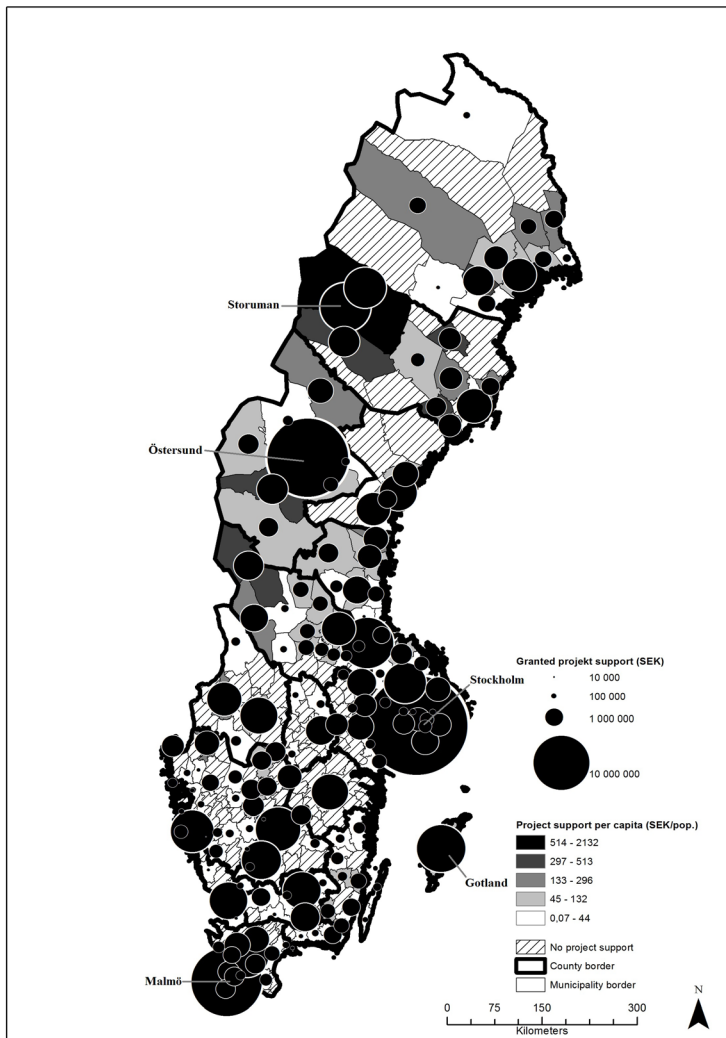 Storuman
Östersund
Granted projekt support (SEK)
10 000
100 000
1 000 000
10 000 000
Stockholm
Project support per capita (SEK/pop.)
514 - 2132
297 - 513
133 - 296
45 - 132
0,07 - 44
Gotland
No project support
County border
Municipality border
Malmö
N
0 75 150 300
Kilometers